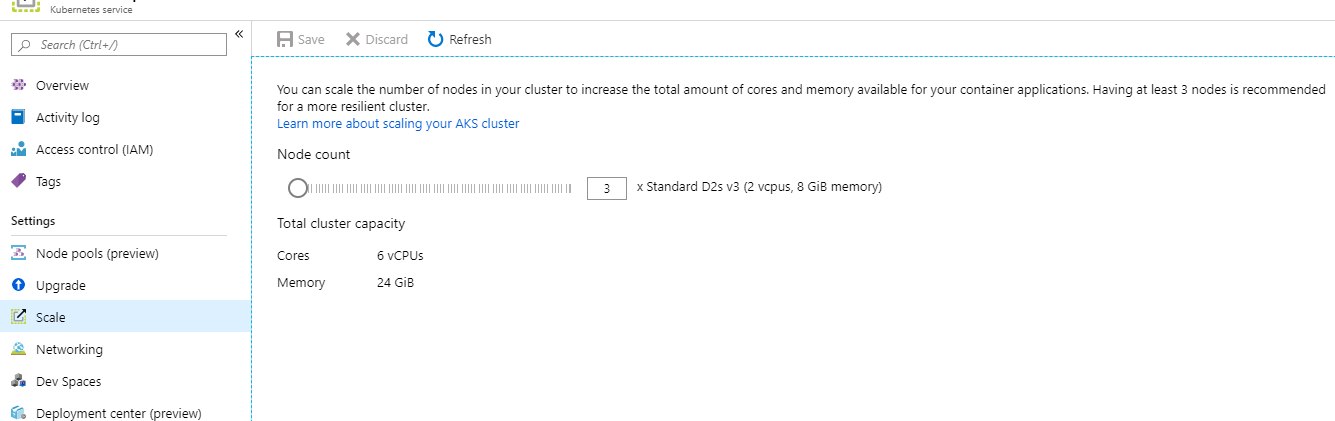 Kubernetes service
Search (Ctrl+/)
«
Overview
Activity log
Access control (IAM)
Tags
Settings
Node pools (preview)
Upgrade
Scale
Networking
Dev Spaces
Deployment center (preview)
Save Discard Refresh
You can scale the number of nodes in your cluster to increase the total amount of cores and memory available for your container applications. Having at least 3 nodes is recommended
for a more resilient cluster.
Learn more about scaling your AKS cluster
Node count
3 x Standard D2s v3 (2 vcpus, 8 GiB memory)
Total cluster capacity
Cores 6 vCPUs
Memory 24 GiB